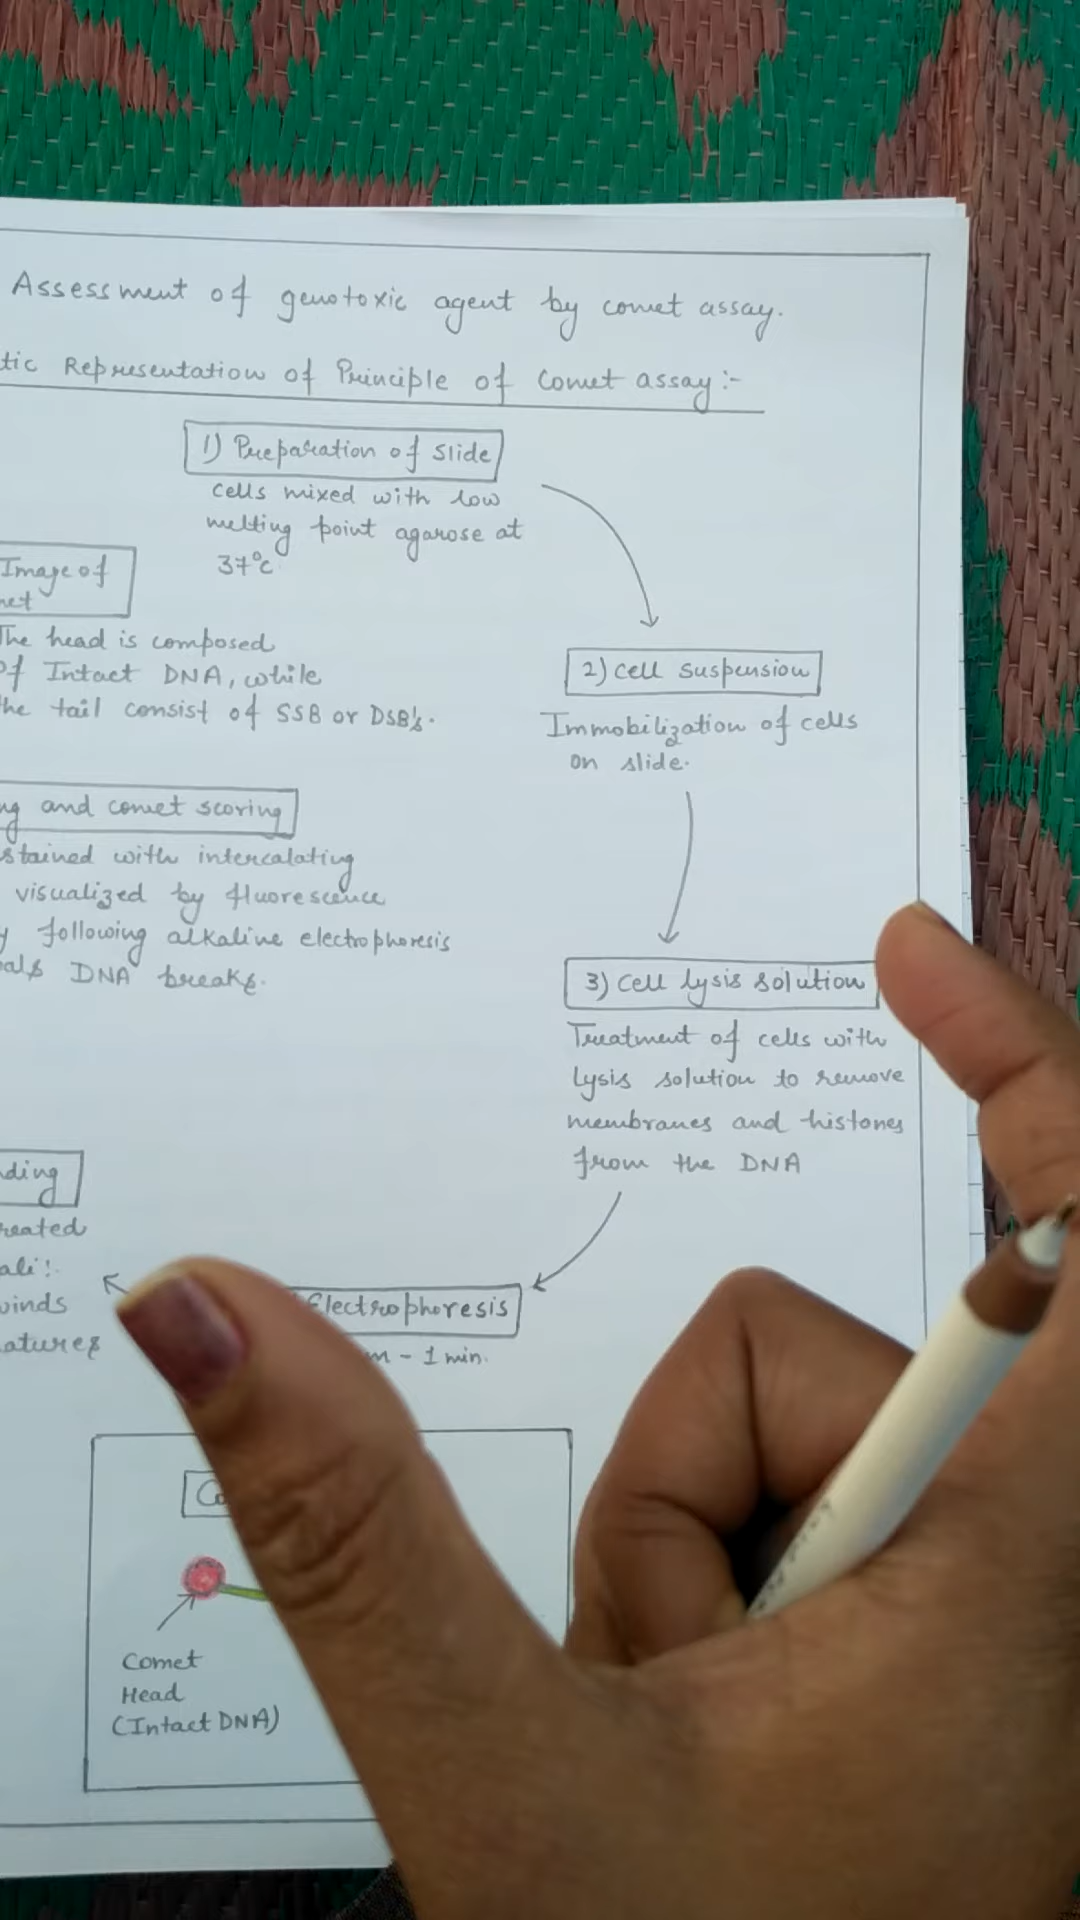 Assessment of genotoxic agent by comet assay.
tic Representation of Principle of Comet assay:-
1) Preparation of slide
cells mixed with low
melting point agarose at
37°c
Image of
The head is composed
of Intact DNA, while
the tail consist of SSB or DSB's.
2) cell suspension
Immobilization of cells
on slide.
and comet scoring
stained with intercalating
visualized by fluorescence
following alkaline electrophoresis
DNA breaks.
3) Cell lysis solution
Treatment of cells with
lysis solution to remove
membranes and histones
from the DNA
Electrophoresis
- 1 min.
Comet
Head
(Intact DNA)